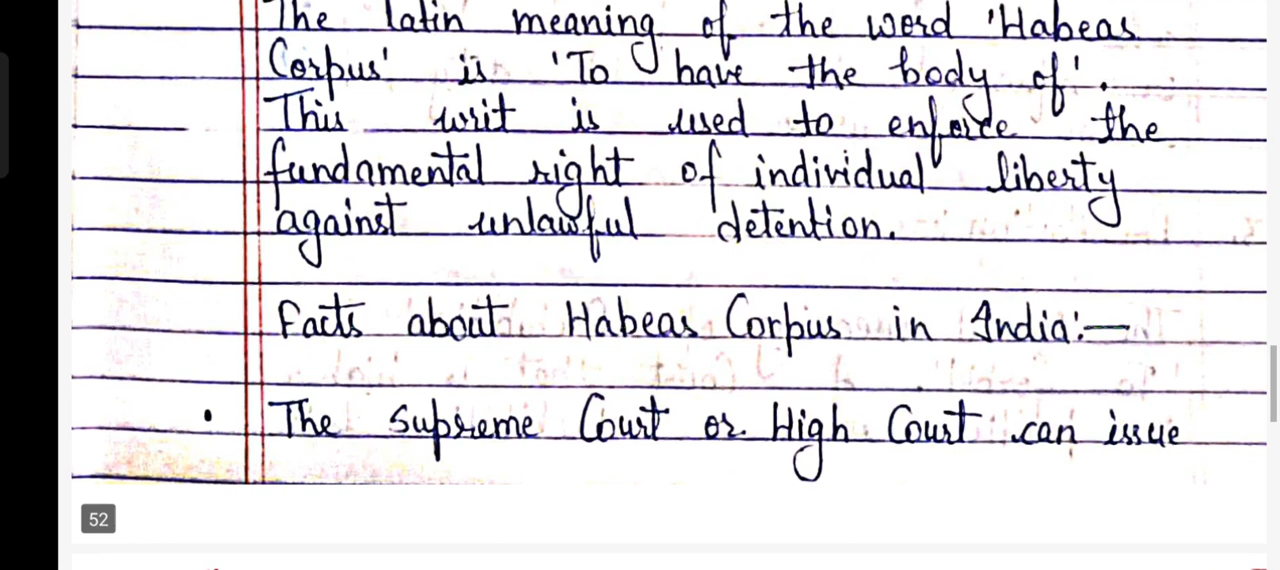 The latin meaning of the word 'Habeas
Corpus' is 'To have the body of'.
This writ is used to enforce the
fundamental right of individual liberty
against unlawful detention.
Facts about Habeas Corpus in India:—
• The Supreme Court or High Court can issue
52